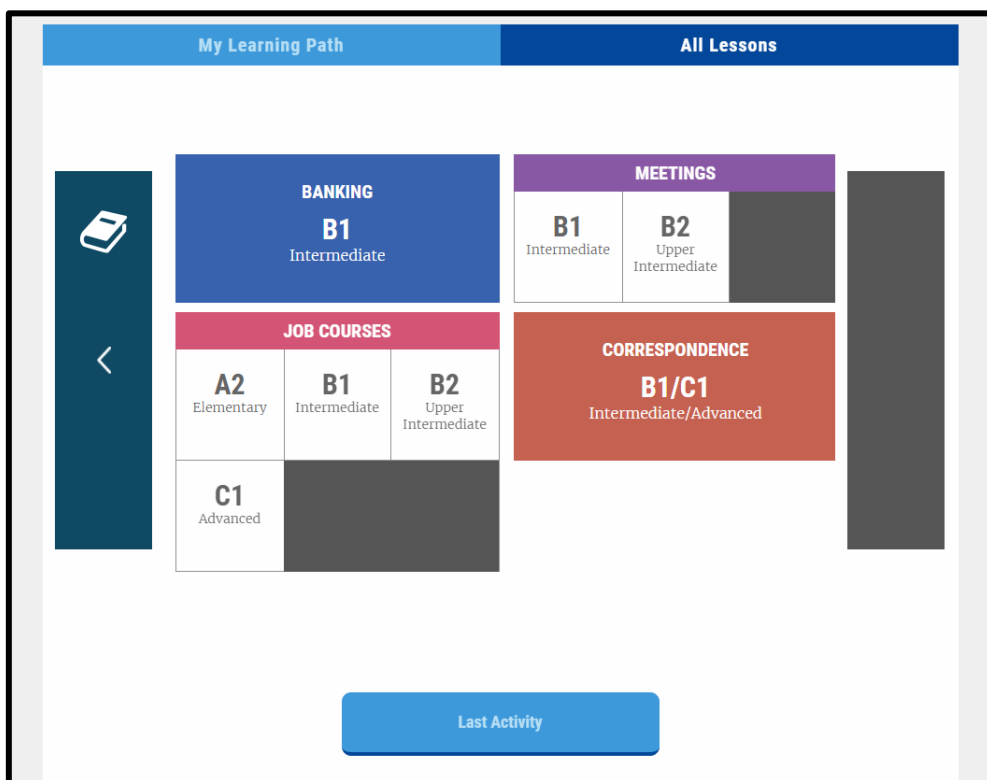 My Learning Path
All Lessons
BANKING
B1
Intermediate
MEETINGS
B1
Intermediate
B2
Upper
Intermediate
JOB COURSES
A2
Elementary
B1
Intermediate
B2
Upper
Intermediate
C1
Advanced
CORRESPONDENCE
B1/C1
Intermediate/Advanced
Last Activity